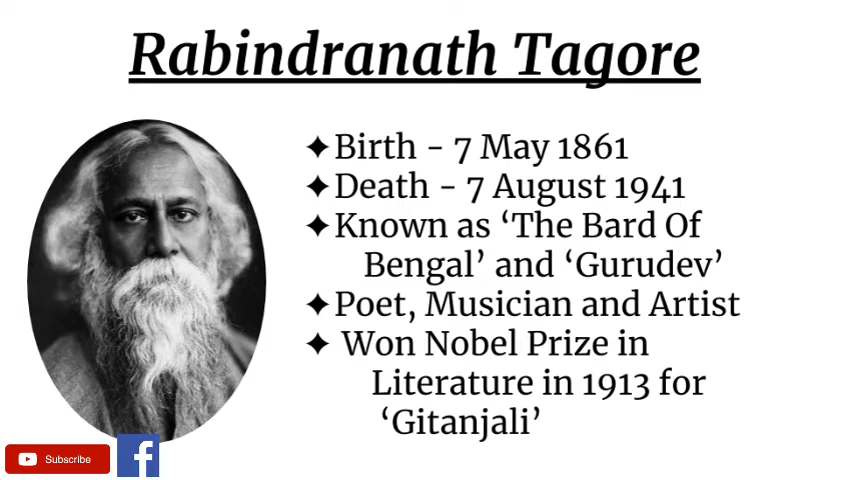 Rabindranath Tagore
✦Birth - 7 May 1861
✦Death - 7 August 1941
✦Known as ‘The Bard Of
Bengal’ and ‘Gurudev’
✦Poet, Musician and Artist
✦ Won Nobel Prize in
Literature in 1913 for
‘Gitanjali’
Subscribe
f